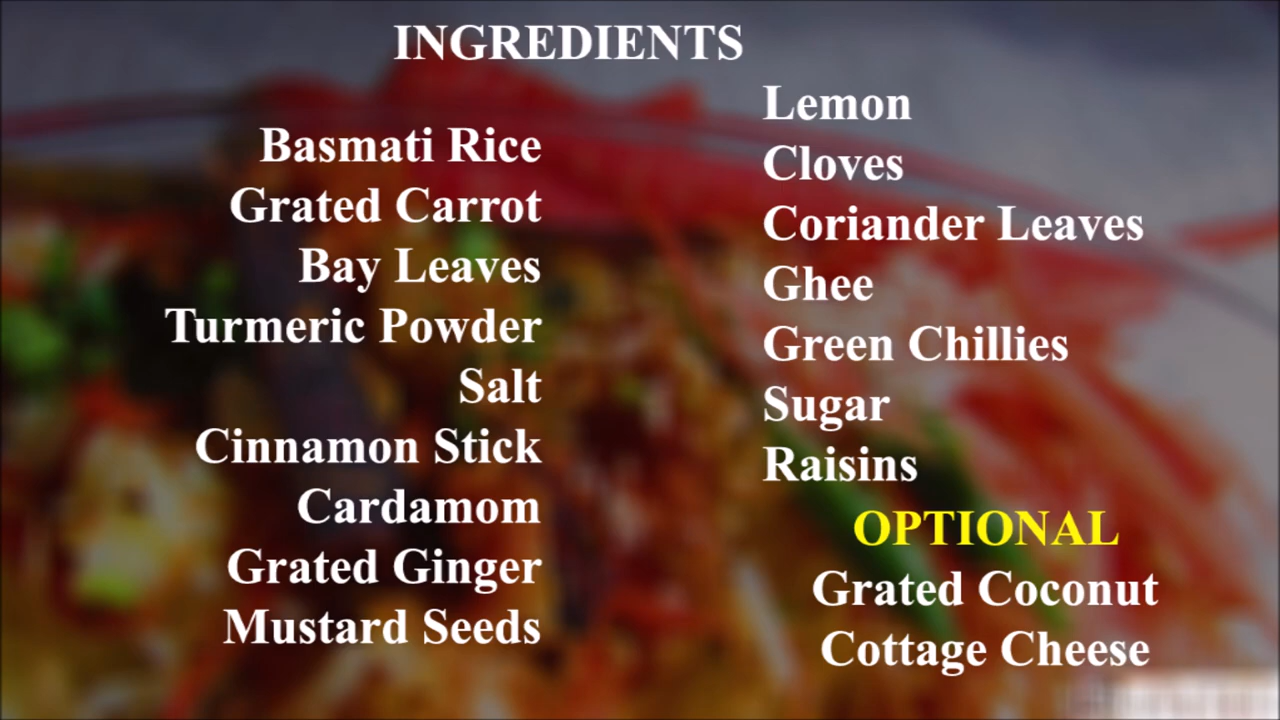 INGREDIENTS
Basmati Rice
Grated Carrot
Bay Leaves
Turmeric Powder
Salt
Cinnamon Stick
Cardamom
Grated Ginger
Mustard Seeds
Lemon
Cloves
Coriander Leaves
Ghee
Green Chillies
Sugar
Raisins
OPTIONAL
Grated Coconut
Cottage Cheese